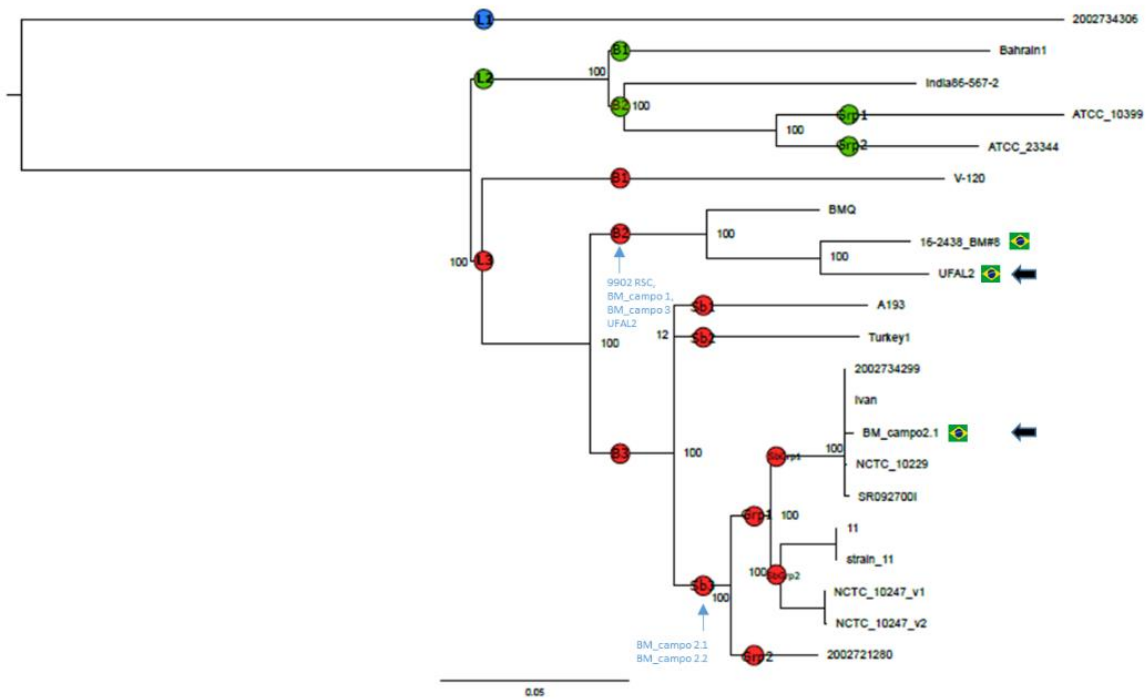 L1
2002734306
B1
Bahrain1
100
L2
India86-567-2
B2
100
Grp1
ATCC_10399
100
Grp2
ATCC_23344
B1
V-120
BMQ
B2
100
16-2438_BM#8
100
L3
100
UFAL2
9902 RSC,
BM_campo 1,
BM_campo 3
UFAL2
Sb1
A193
12
Sb2
Turkey1
100
2002734299
Ivan
BM_campo2.1
100
B3
100
SbGrp1
NCTC_10229
SR092700I
Grp1
100
11
strain_11
100
SbGrp2
Sb3
100
NCTC_10247_v1
NCTC_10247_v2
BM_campo 2.1
BM_campo 2.2
Grp2
2002721280
0.05